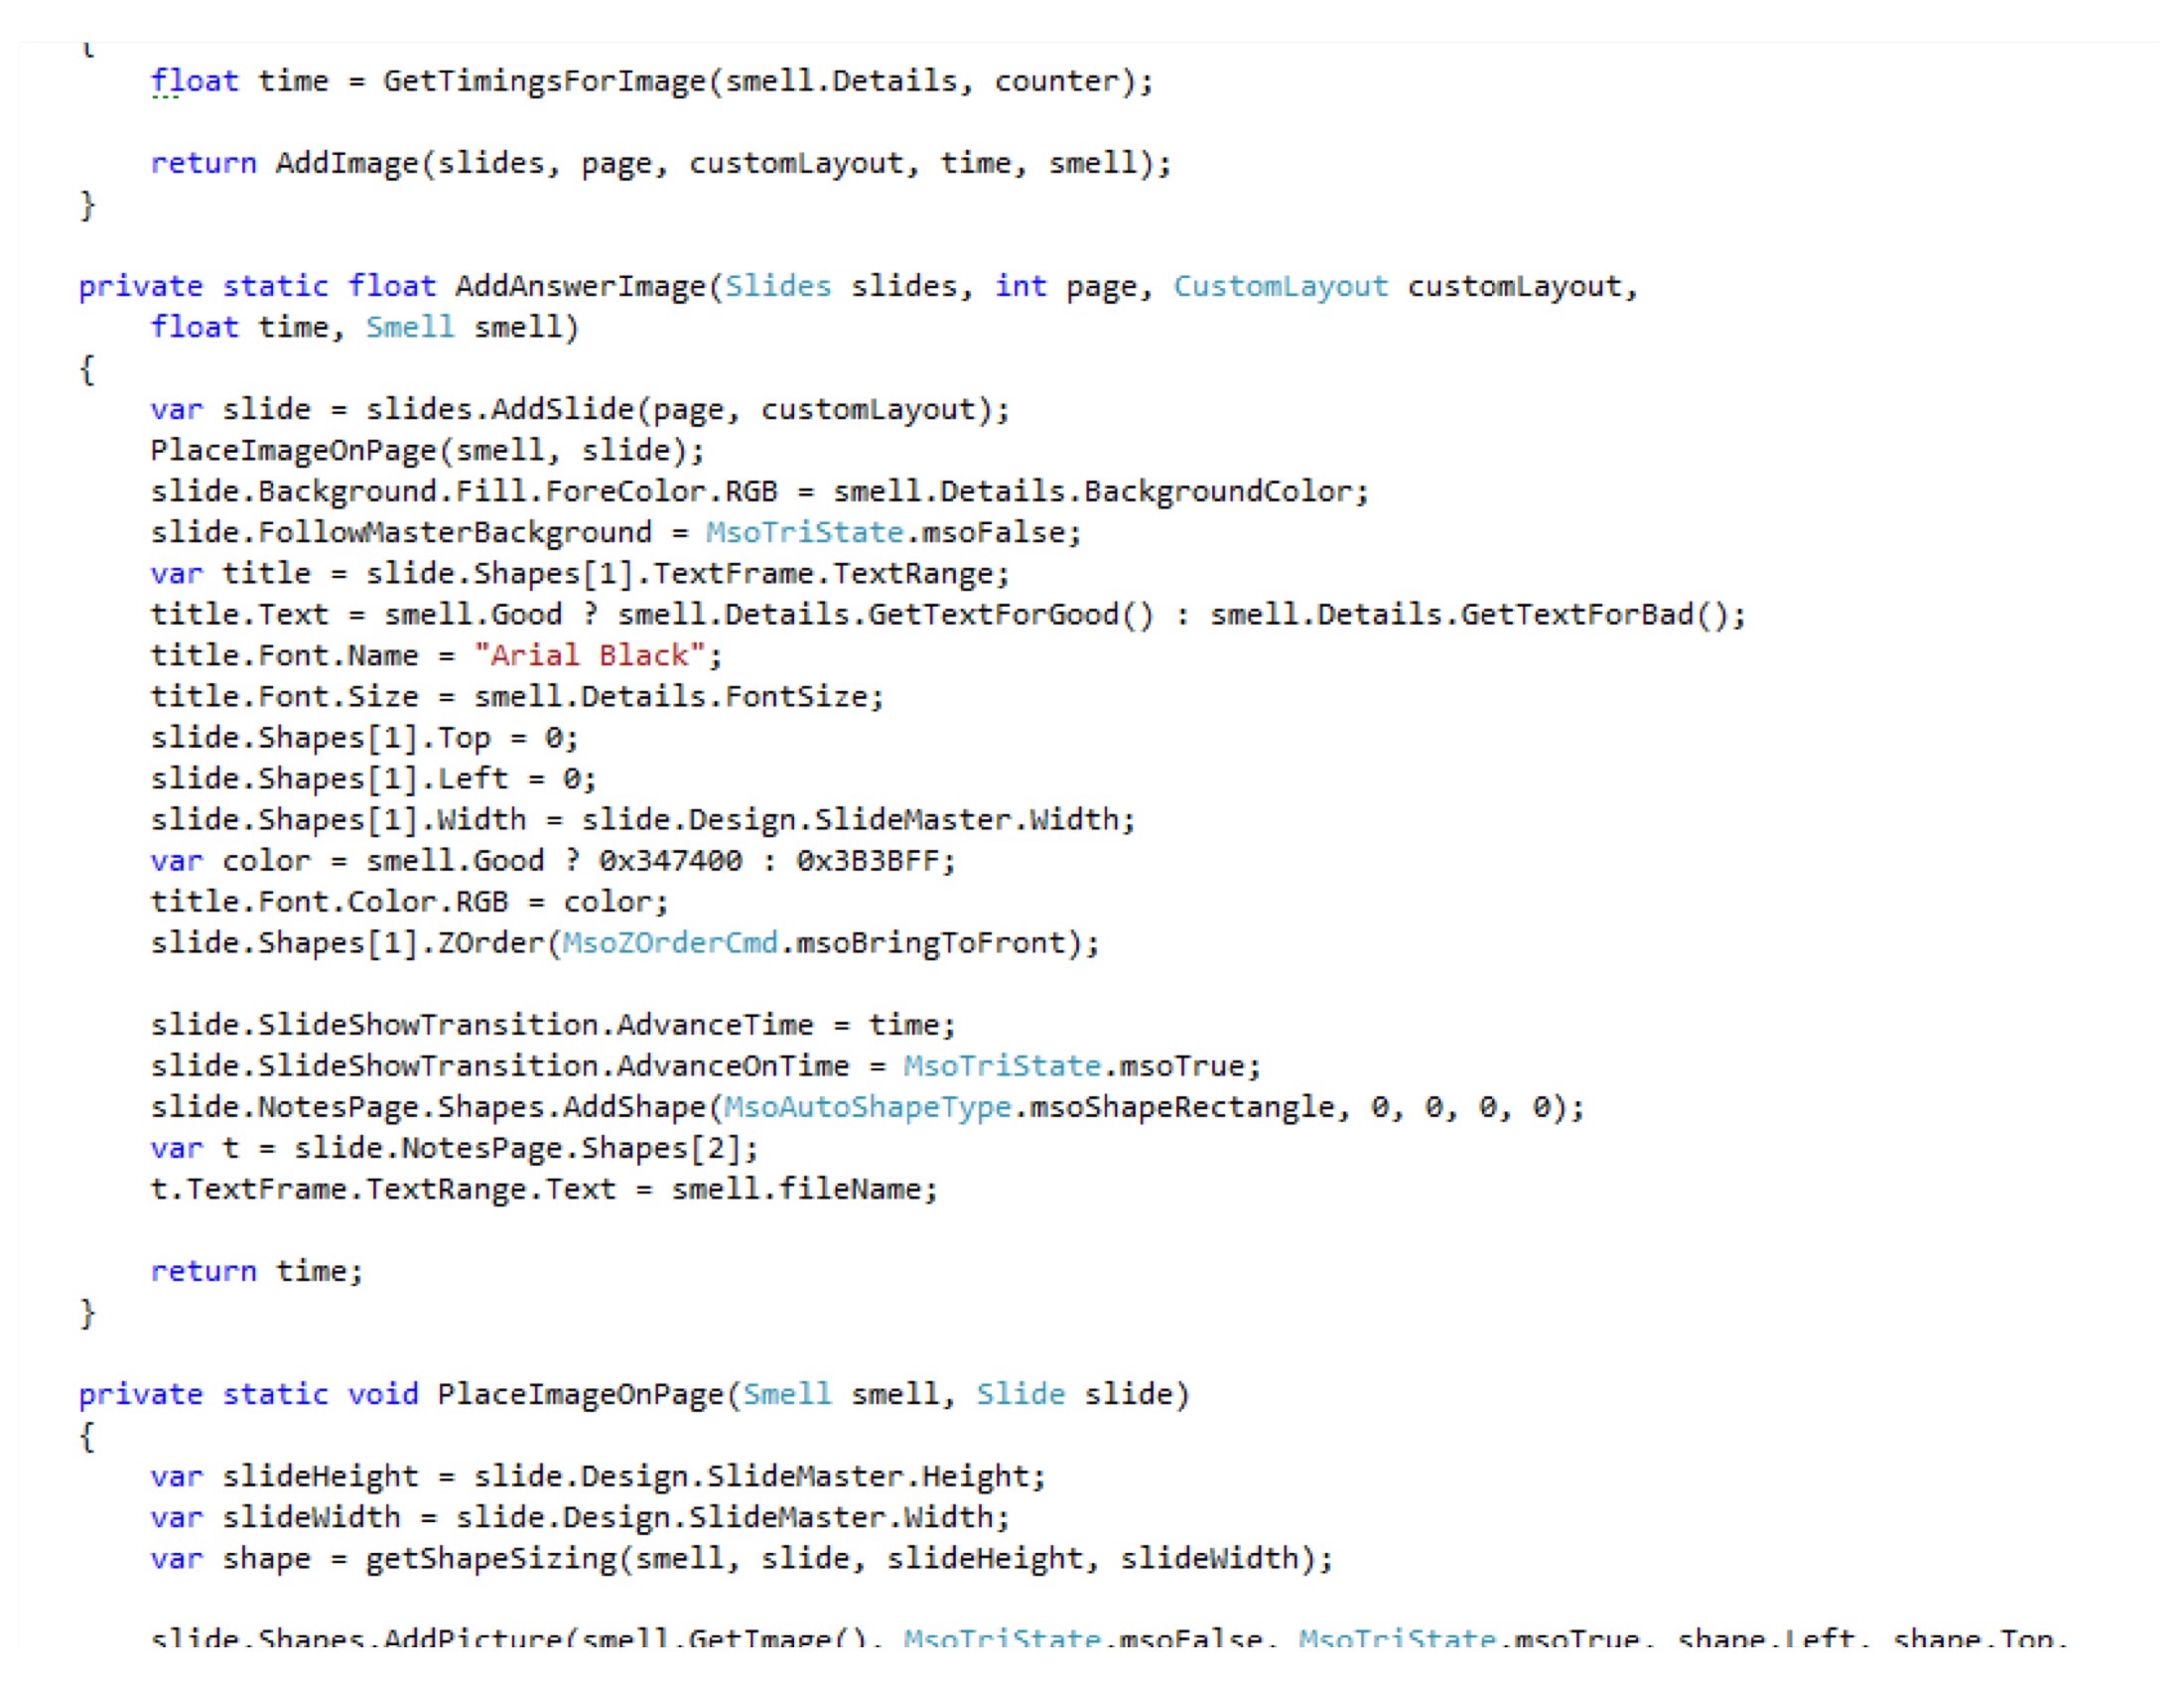 {
float time = GetTimingsForImage(smell.Details, counter);
return AddImage(slides, page, customLayout, time, smell);
}
private static float AddAnswerImage(Slides slides, int page, CustomLayout customLayout,
float time, Smell smell)
{
var slide = slides.AddSlide(page, customLayout);
PlaceImageOnPage(smell, slide);
slide.Background.Fill.ForeColor.RGB = smell.Details.BackgroundColor;
slide.FollowMasterBackground = MsoTriState.msoFalse;
var title = slide.Shapes[1].TextFrame.TextRange;
title.Text = smell.Good ? smell.Details.GetTextForGood() : smell.Details.GetTextForBad();
title.Font.Name = "Arial Black";
title.Font.Size = smell.Details.FontSize;
slide.Shapes[1].Top = 0;
slide.Shapes[1].Left = 0;
slide.Shapes[1].Width = slide.Design.SlideMaster.Width;
var color = smell.Good ? 0x347400 : 0x3B3BFF;
title.Font.Color.RGB = color;
slide.Shapes[1].ZOrder(MsoZOrderCmd.msoBringToFront);
slide.SlideShowTransition.AdvanceTime = time;
slide.SlideShowTransition.AdvanceOnTime = MsoTriState.msoTrue;
slide.NotesPage.Shapes.AddShape(MsoAutoShapeType.msoShapeRectangle, 0, 0, 0, 0);
var t = slide.NotesPage.Shapes[2];
t.TextFrame.TextRange.Text = smell.fileName;
return time;
}
private static void PlaceImageOnPage(Smell smell, Slide slide)
{
var slideHeight = slide.Design.SlideMaster.Height;
var slideWidth = slide.Design.SlideMaster.Width;
var shape = getShapeSizing(smell, slide, slideHeight, slideWidth);
slide.Shapes.AddPicture(smell.GetImage(), MsoTriState.msoFalse, MsoTriState.msoTrue, shape.Left, shape.Top,